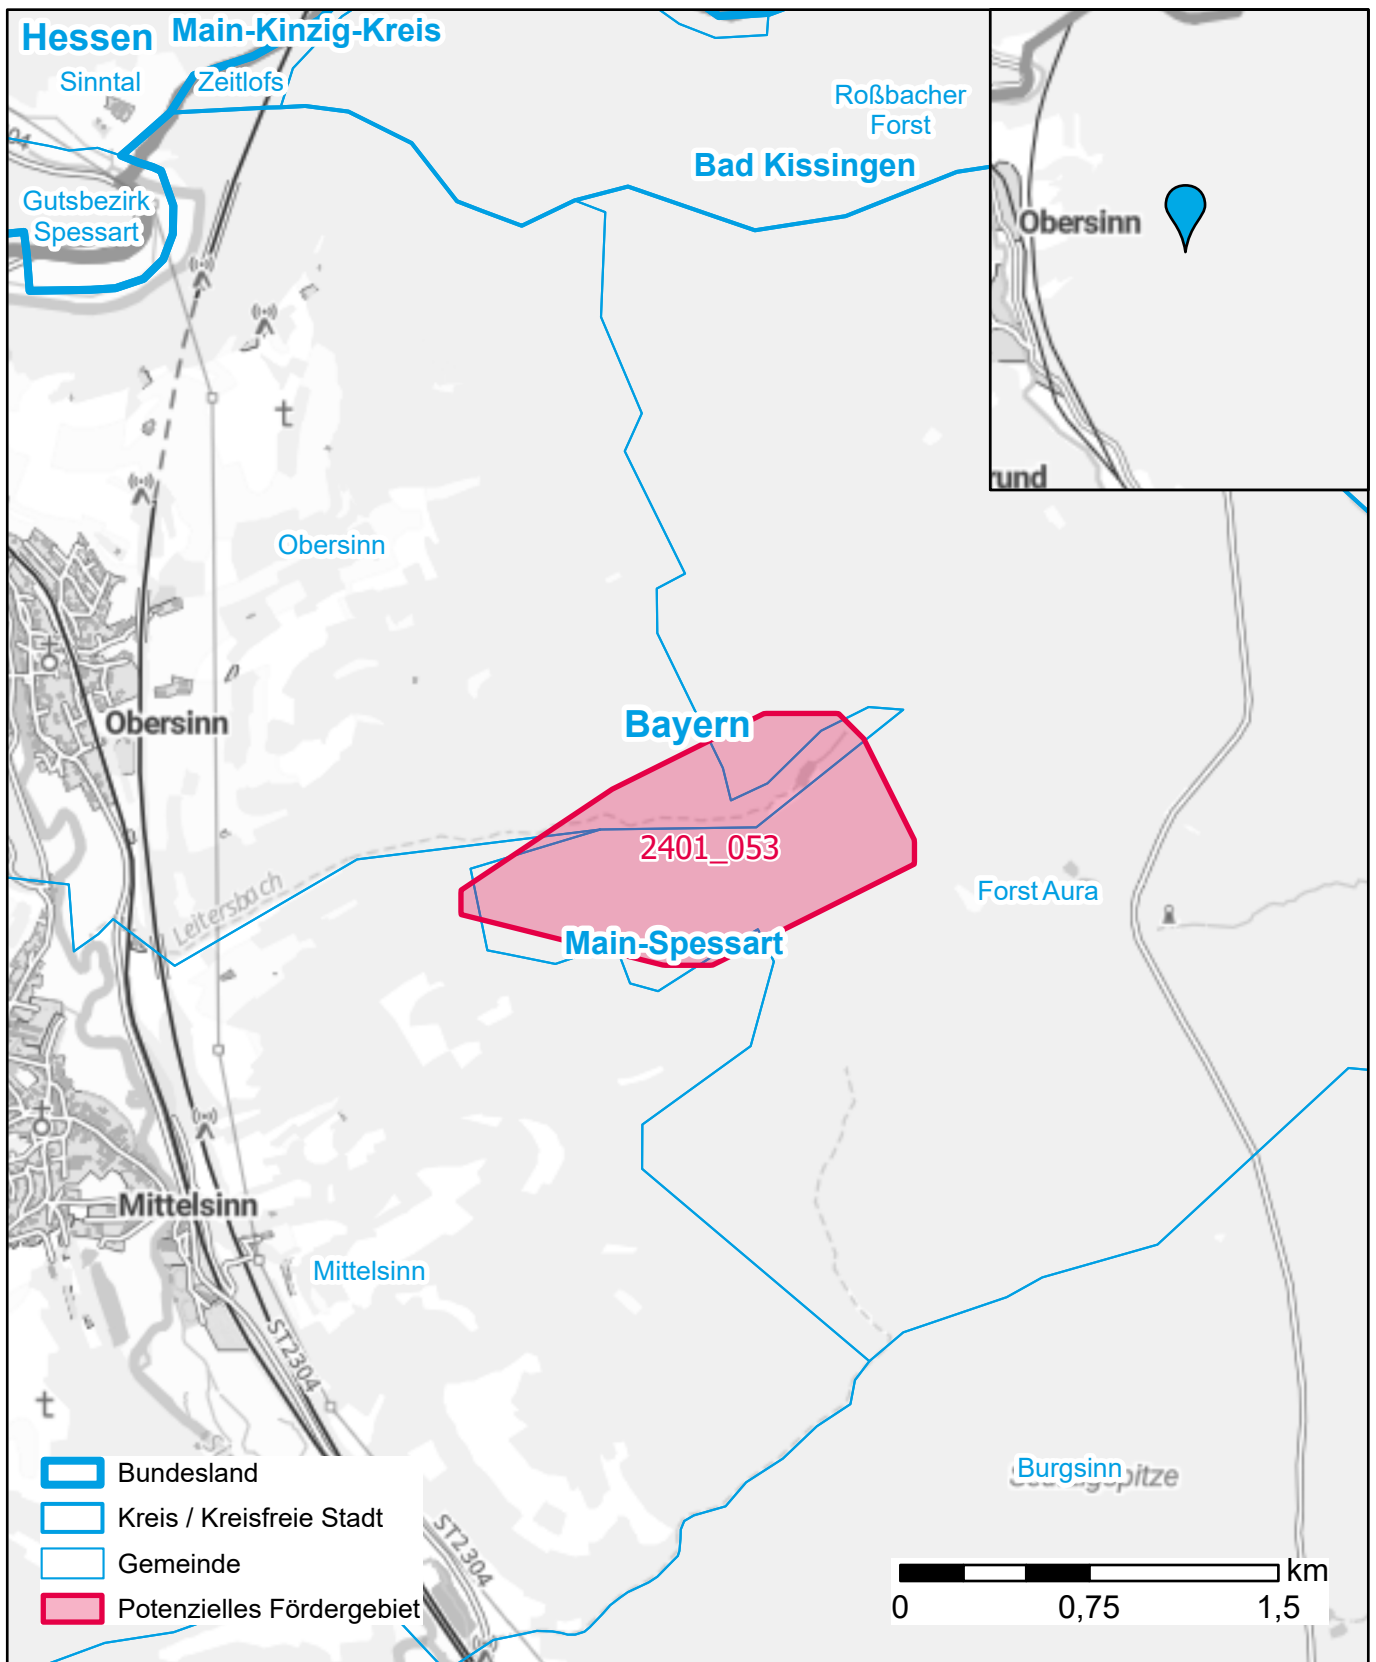 Hessen
Main-Kinzig-Kreis
Sinntal
Zeitlofs
Roßbacher
Forst
04
Bad Kissingen
Gutsbezirk
Spessart
Obersinn
rund
Obersinn
Obersinn
Bayern
2401_053
Leitersbach
Forst Aura
Main-Spessart
Mittelsinn
Mittelsinn
ST2304
Burgsinn
ST2304
Bundesland
Kreis / Kreisfreie Stadt
Gemeinde
Potenzielles Fördergebiet
km
0
0,75
1,5